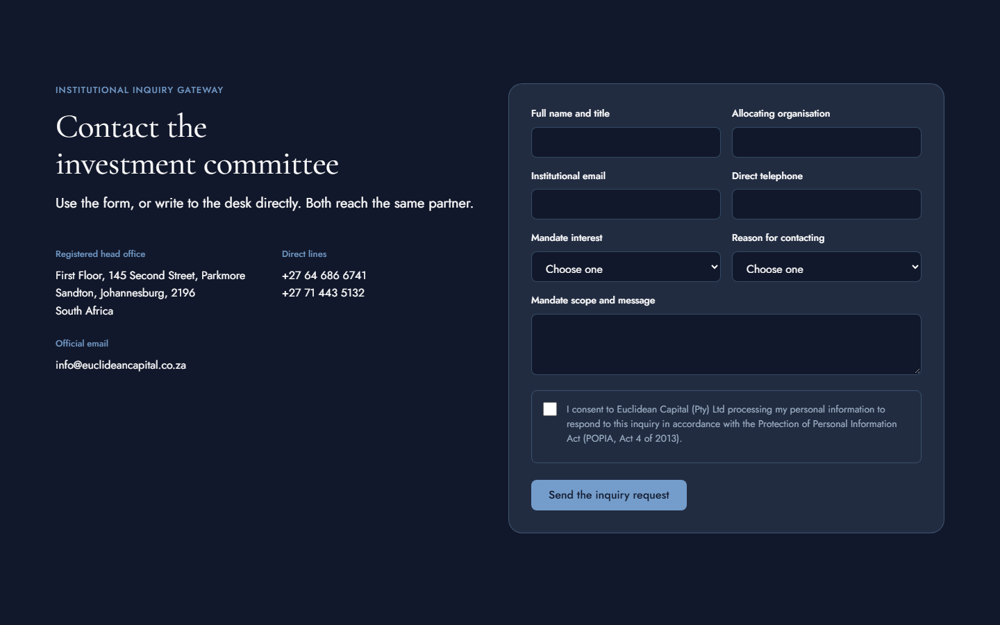 INSTITUTIONAL INQUIRY GATEWAY
Contact the
investment committee
Use the form, or write to the desk directly. Both reach the same partner.
Registered head office
First Floor, 145 Second Street, Parkmore
Sandton, Johannesburg, 2196
South Africa
Direct lines
+27 64 686 6741
+27 71 443 5132
Official email
info@euclideancapital.co.za
Full name and title
Allocating organisation
Institutional email
Direct telephone
Mandate interest
Choose one
Reason for contacting
Choose one
Mandate scope and message
I consent to Euclidean Capital (Pty) Ltd processing my personal information to
respond to this inquiry in accordance with the Protection of Personal Information
Act (POPIA, Act 4 of 2013).
Send the inquiry request